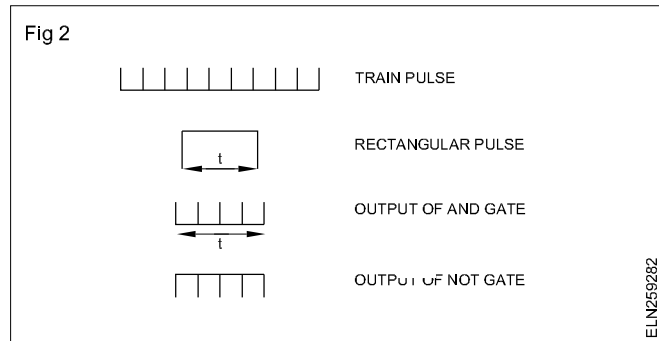 Fig 2
TRAIN PULSE
RECTANGULAR PULSE
t
OUTPUT OF AND GATE
t
OUTPUT OF NOT GATE
ELN259282